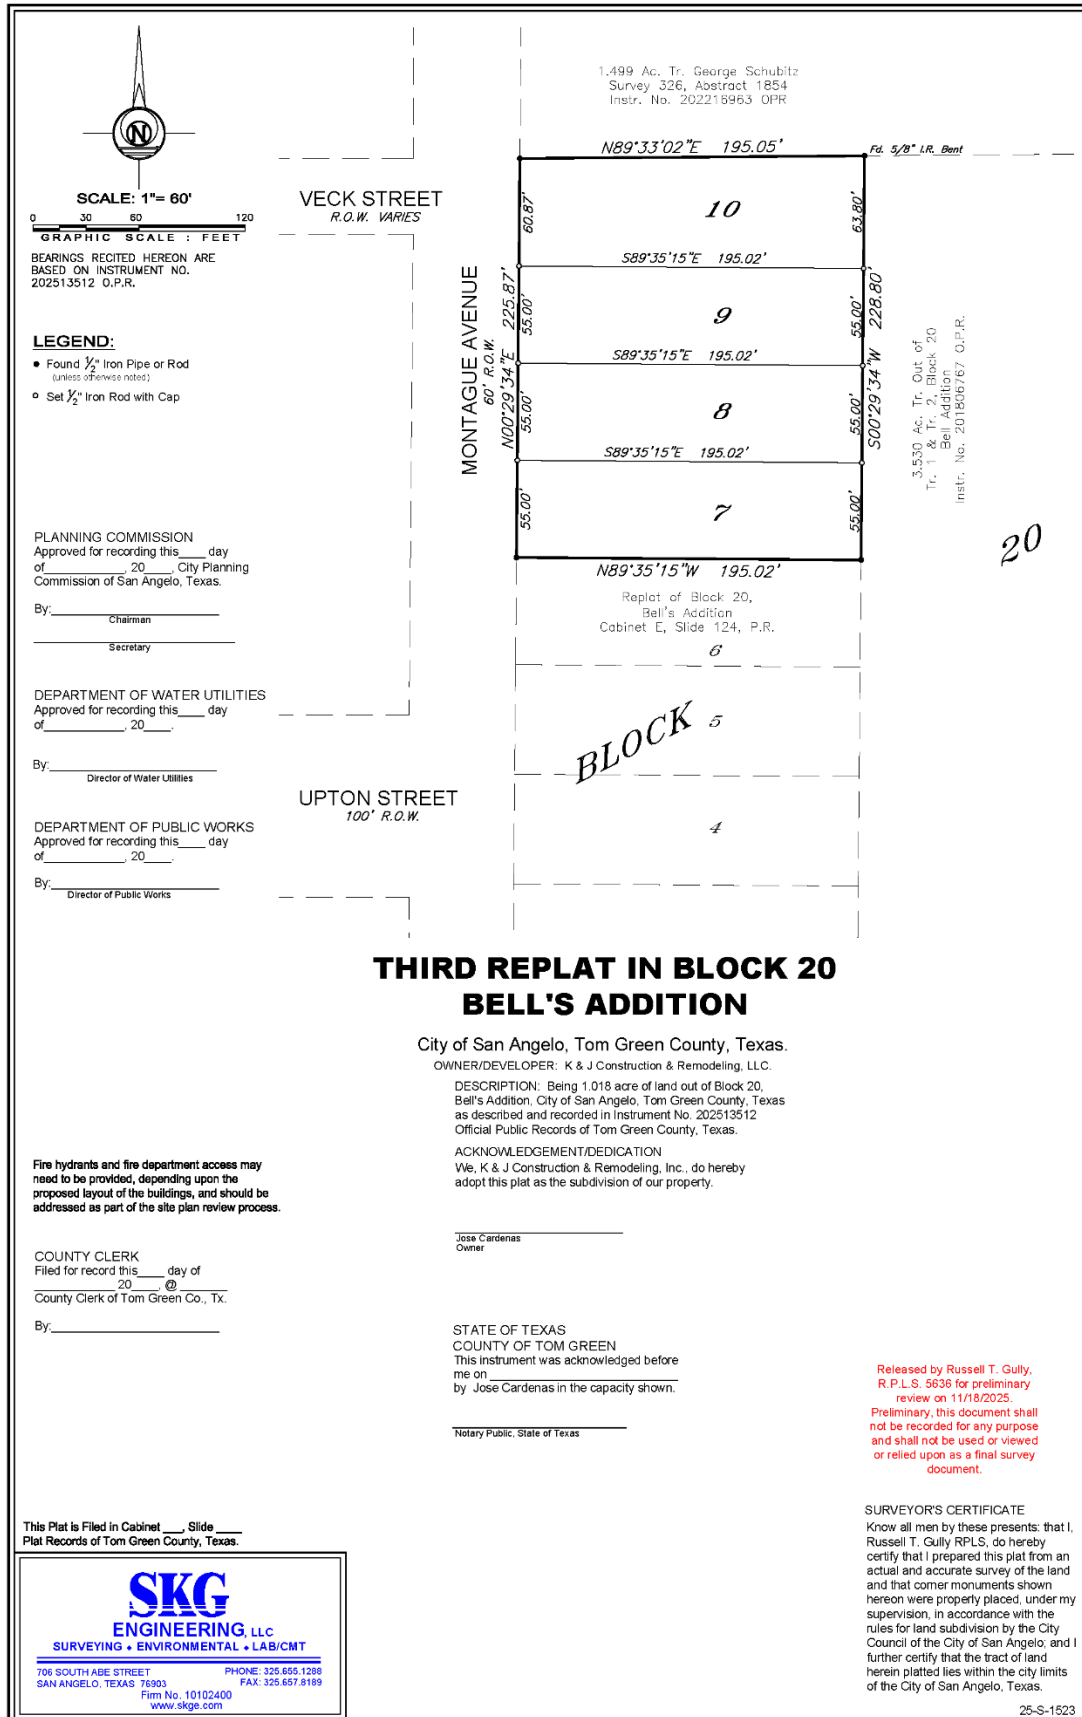 1.499 Ac. Tr. George Schubitz
Survey 326, Abstract 1854
Instr. No. 202216963 OPR
N
N89°33'02"E 195.05'
Fd. 5/8" I.R. Bent
SCALE: 1"= 60'
0 30 60 120
GRAPHIC SCALE : FEET
BEARINGS RECITED HEREON ARE
BASED ON INSTRUMENT NO.
202513512 O.P.R.
VECK STREET
R.O.W. VARIES
60.87'
10
63.80'
S89°35'15"E 195.02'
MONTAGUE AVENUE
60' R.O.W.
N00°29'34"E 225.87'
55.00'
9
55.00'
S00°29'34"W 228.80'
S89°35'15"E 195.02'
55.00'
8
55.00'
S89°35'15"E 195.02'
55.00'
7
55.00'
N89°35'15"W 195.02'
3.530 Ac. Tr. Out of
Tr. 1 & Tr. 2, Block 20
Bell Addition
Instr. No. 201806767 O.P.R.
LEGEND:
Found ½" Iron Pipe or Rod
(unless otherwise noted)
Set ½" Iron Rod with Cap
Replat of Block 20,
Bell's Addition
Cabinet E, Slide 124, P.R.
6
5
4
BLOCK 20
UPTON STREET
100' R.O.W.
PLANNING COMMISSION
Approved for recording this____ day
of____________, 20____, City Planning
Commission of San Angelo, Texas.
By:____________________
Chairman
Secretary
DEPARTMENT OF WATER UTILITIES
Approved for recording this____ day
of____________, 20____.
By:____________________
Director of Water Utilities
DEPARTMENT OF PUBLIC WORKS
Approved for recording this____ day
of____________, 20____.
By:____________________
Director of Public Works
THIRD REPLAT IN BLOCK 20
BELL'S ADDITION
City of San Angelo, Tom Green County, Texas.
OWNER/DEVELOPER: K & J Construction & Remodeling, LLC.
DESCRIPTION: Being 1.018 acre of land out of Block 20,
Bell's Addition, City of San Angelo, Tom Green County, Texas
as described and recorded in Instrument No. 202513512
Official Public Records of Tom Green County, Texas.
ACKNOWLEDGEMENT/DEDICATION
We, K & J Construction & Remodeling, Inc., do hereby
adopt this plat as the subdivision of our property.
Jose Cardenas
Owner
Fire hydrants and fire department access may
need to be provided, depending upon the
proposed layout of the buildings, and should be
addressed as part of the site plan review process.
COUNTY CLERK
Filed for record this____ day of
____________ 20____, @ _______
County Clerk of Tom Green Co., Tx.
By:____________________
STATE OF TEXAS
COUNTY OF TOM GREEN
This instrument was acknowledged before
me on ____________________
by Jose Cardenas in the capacity shown.
Notary Public, State of Texas
Released by Russell T. Gully,
R.P.L.S. 5636 for preliminary
review on 11/18/2025.
Preliminary, this document shall
not be recorded for any purpose
and shall not be used or viewed
or relied upon as a final survey
document.
SURVEYOR'S CERTIFICATE
Know all men by these presents: that I,
Russell T. Gully RPLS, do hereby
certify that I prepared this plat from an
actual and accurate survey of the land
and that corner monuments shown
hereon were properly placed, under my
supervision, in accordance with the
rules for land subdivision by the City
Council of the City of San Angelo; and I
further certify that the tract of land
herein platted lies within the city limits
of the City of San Angelo, Texas.
25-S-1523
This Plat is Filed in Cabinet ___, Slide ____
Plat Records of Tom Green County, Texas.
SKG
ENGINEERING, LLC
SURVEYING • ENVIRONMENTAL • LAB/CMT
706 SOUTH ABE STREET PHONE: 325.655.1288
SAN ANGELO, TEXAS 76903 FAX: 325.657.8189
Firm No. 10102400
www.skge.com